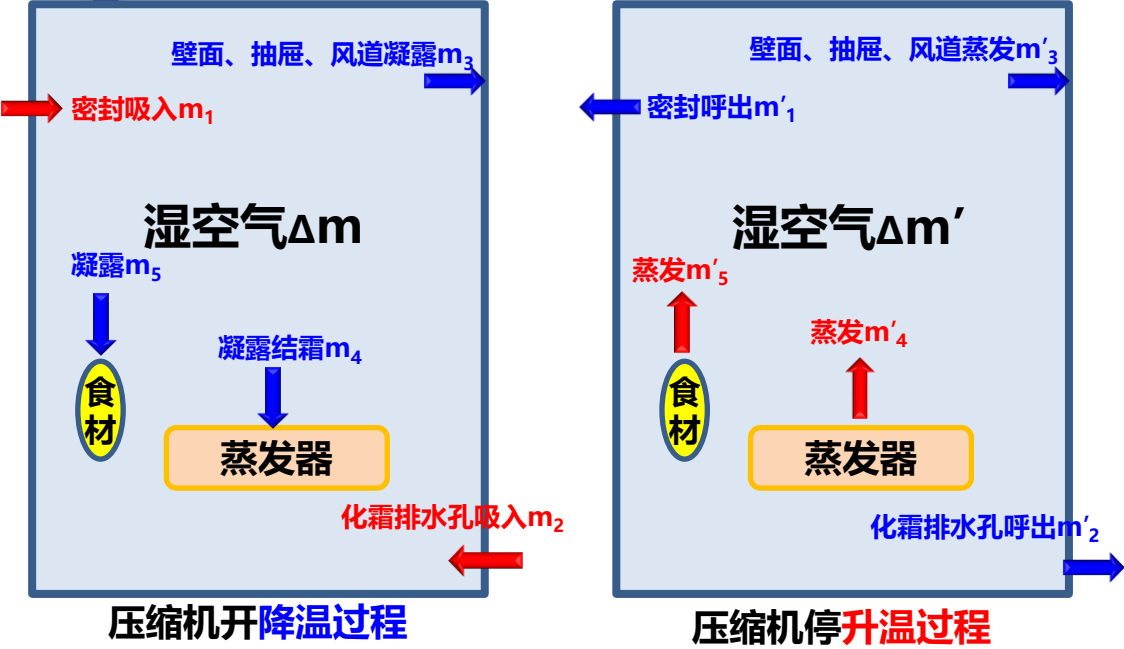 壁面、抽屉、风道凝露m₃
密封吸入m₁
湿空气Δm
凝露m₅
凝露结霜m₄
食材
蒸发器
化霜排水孔吸入m₂
压缩机开降温过程
壁面、抽屉、风道蒸发m′₃
密封呼出m′₁
湿空气Δm′
蒸发m′₅
蒸发m′₄
食材
蒸发器
化霜排水孔呼出m′₂
压缩机停升温过程